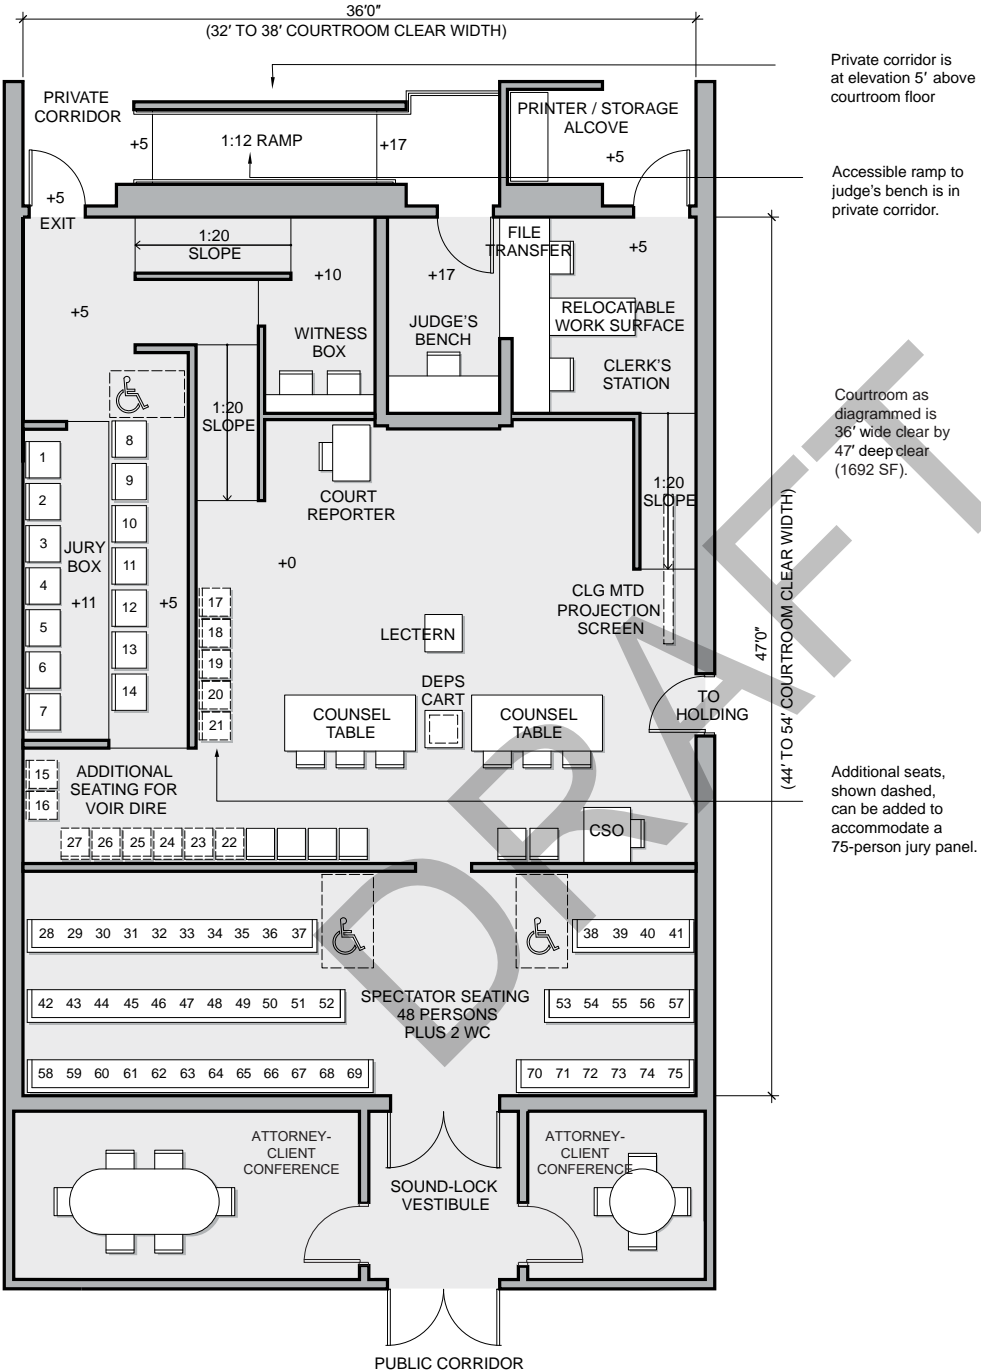 36'0"
(32' TO 38' COURTROOM CLEAR WIDTH)
Private corridor is
at elevation 5' above
courtroom floor
PRIVATE
CORRIDOR
PRINTER / STORAGE
ALCOVE
+5
1:12 RAMP
+17
+5
Accessible ramp to
judge's bench is in
private corridor.
+5
EXIT
1:20
SLOPE
FILE
TRANSFER
+5
+10
+17
+5
RELOCATABLE
WORK SURFACE
WITNESS
BOX
JUDGE'S
BENCH
CLERK'S
STATION
1:20
SLOPE
Courtroom as
diagrammed is
36' wide clear by
47' deep clear
(1692 SF).
8
1
9
1:20
SLOPE
2
COURT
REPORTER
10
3
JURY
BOX
11
+0
4
+11
12
+5
17
CLG MTD
PROJECTION
SCREEN
5
18
LECTERN
13
19
6
14
20
DEPS
CART
7
21
COUNSEL
TABLE
COUNSEL
TABLE
TO
HOLDING
47'0"
(44' TO 54' COURTROOM CLEAR WIDTH)
15
16
ADDITIONAL
SEATING FOR
VOIR DIRE
Additional seats,
shown dashed,
can be added to
accommodate a
75-person jury panel.
27 26 25 24 23 22
CSO
28 29 30 31 32 33 34 35 36 37
38 39 40 41
42 43 44 45 46 47 48 49 50 51 52
53 54 55 56 57
SPECTATOR SEATING
48 PERSONS
PLUS 2 WC
58 59 60 61 62 63 64 65 66 67 68 69
70 71 72 73 74 75
ATTORNEY-
CLIENT
CONFERENCE
ATTORNEY-
CLIENT
CONFERENCE
SOUND-LOCK
VESTIBULE
PUBLIC CORRIDOR
DRAFT